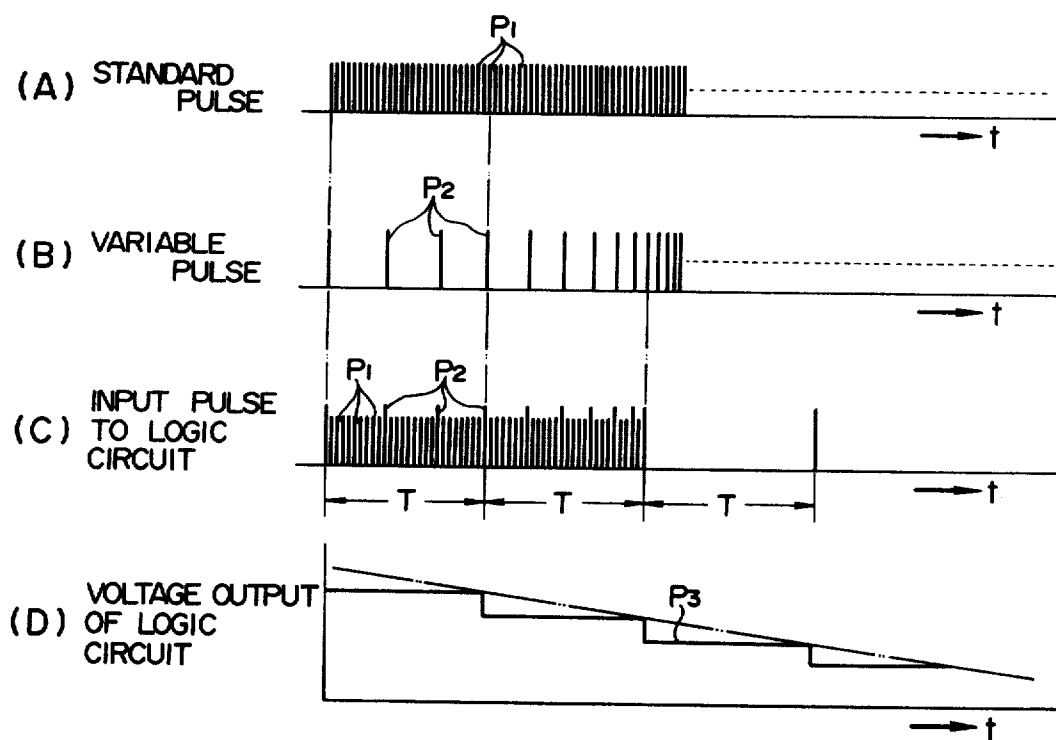 P1
(A) STANDARD
PULSE
t
P2
(B) VARIABLE
PULSE
t
P1 P2
INPUT PULSE
(C) TO LOGIC
CIRCUIT
t
T T T
VOLTAGE OUTPUT
P3
(D) OF LOGIC
CIRCUIT
t